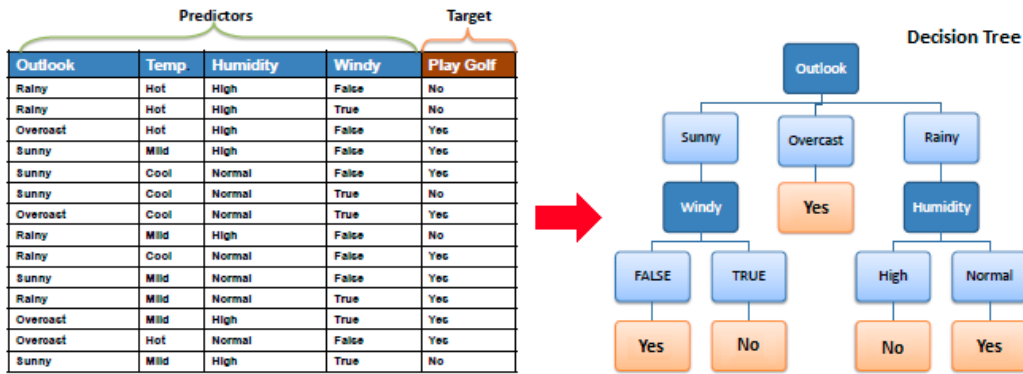 Predictors Target
Outlook Temp. Humidity Windy Play Golf
Rainy Hot High False No
Rainy Hot High True No
Overcast Hot High False Yes
Sunny Mild High False Yes
Sunny Cool Normal False Yes
Sunny Cool Normal True No
Overcast Cool Normal True Yes
Rainy Mild High False No
Rainy Cool Normal False Yes
Sunny Mild Normal False Yes
Rainy Mild Normal True Yes
Overcast Mild High True Yes
Overcast Hot Normal False Yes
Sunny Mild High True No
Decision Tree
Outlook
Sunny Overcast Rainy
Windy Yes Humidity
FALSE TRUE High Normal
Yes No No Yes